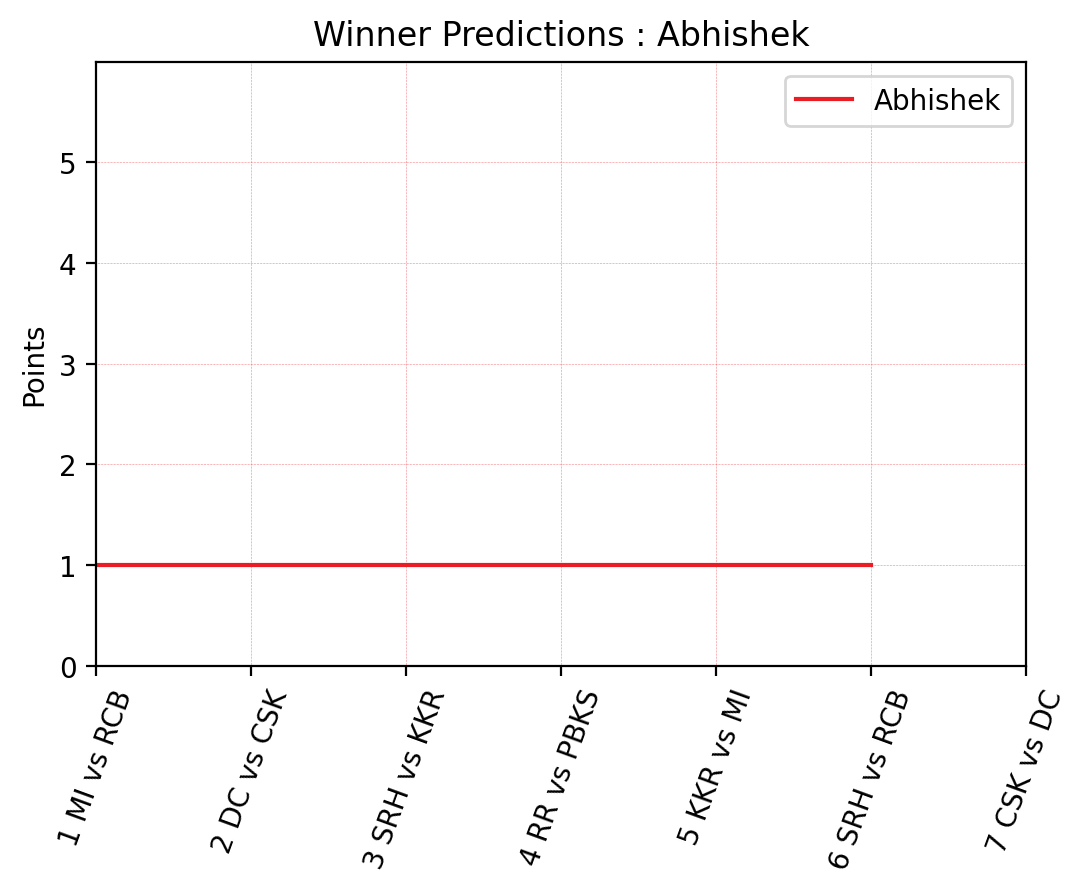 Winner Predictions : Abhishek
Abhishek
Points
5
4
3
2
1
0
1 MI vs RCB
2 DC vs CSK
3 SRH vs KKR
4 RR vs PBKS
5 KKR vs MI
6 SRH vs RCB
7 CSK vs DC